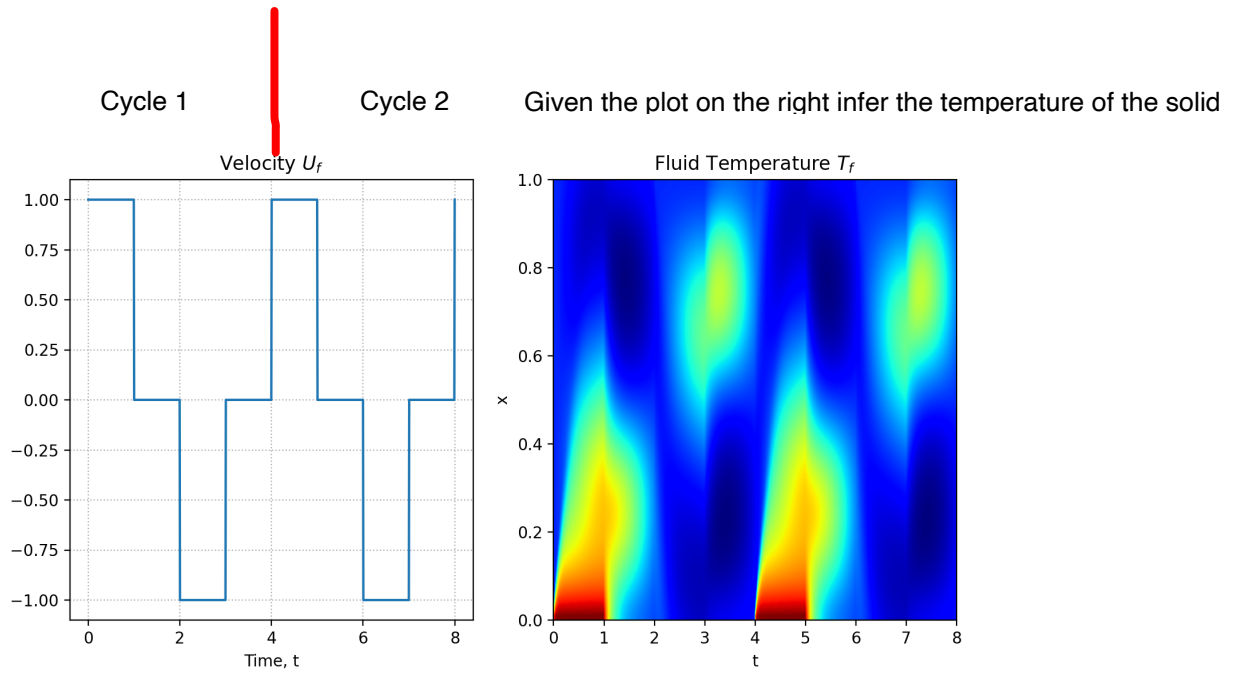 Cycle 1
Cycle 2
Given the plot on the right infer the temperature of the solid
Velocity U_f
1.00
0.75
0.50
0.25
0.00
−0.25
−0.50
−0.75
−1.00
0 2 4 6 8
Time, t
Fluid Temperature T_f
1.0
0.8
0.6
0.4
0.2
0.0
x
0 1 2 3 4 5 6 7 8
t